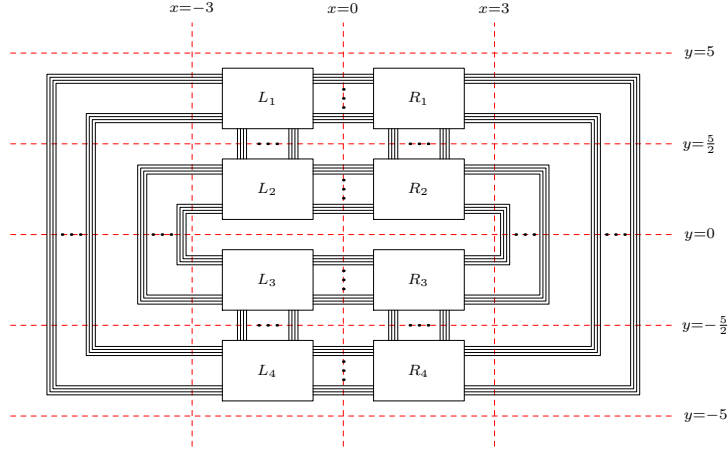 x=−3 x=0 x=3
y=5
L₁ R₁
y=5/2
L₂ R₂
y=0
L₃ R₃
y=−5/2
L₄ R₄
y=−5